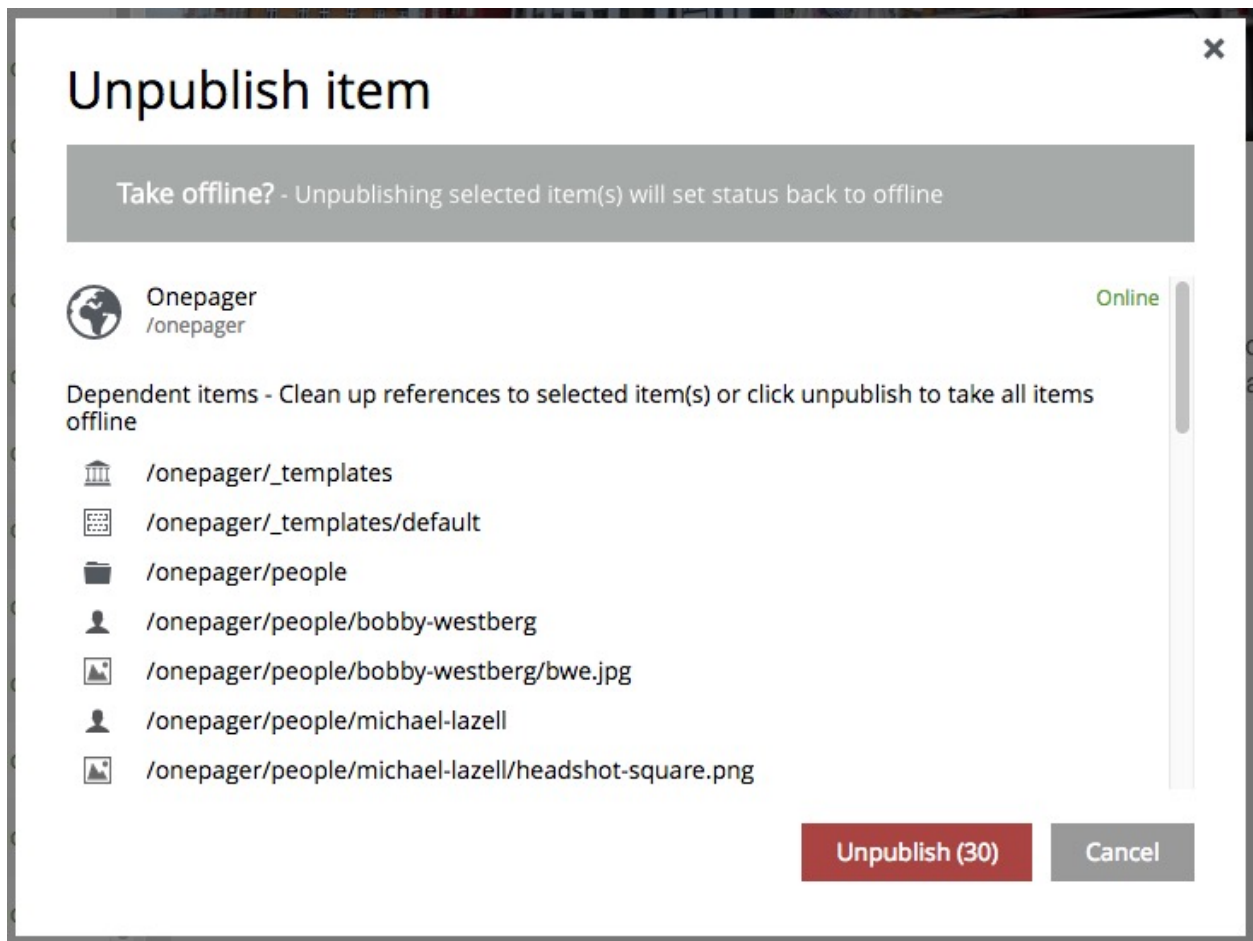 Unpublish item
Take offline? - Unpublishing selected item(s) will set status back to offline
Onepager
Online
/onepager
Dependent items - Clean up references to selected item(s) or click unpublish to take all items
offline
/onepager/_templates
/onepager/_templates/default
/onepager/people
/onepager/people/bobby-westberg
/onepager/people/bobby-westberg/bwe.jpg
/onepager/people/michael-lazell
/onepager/people/michael-lazell/headshot-square.png
Unpublish (30)
Cancel